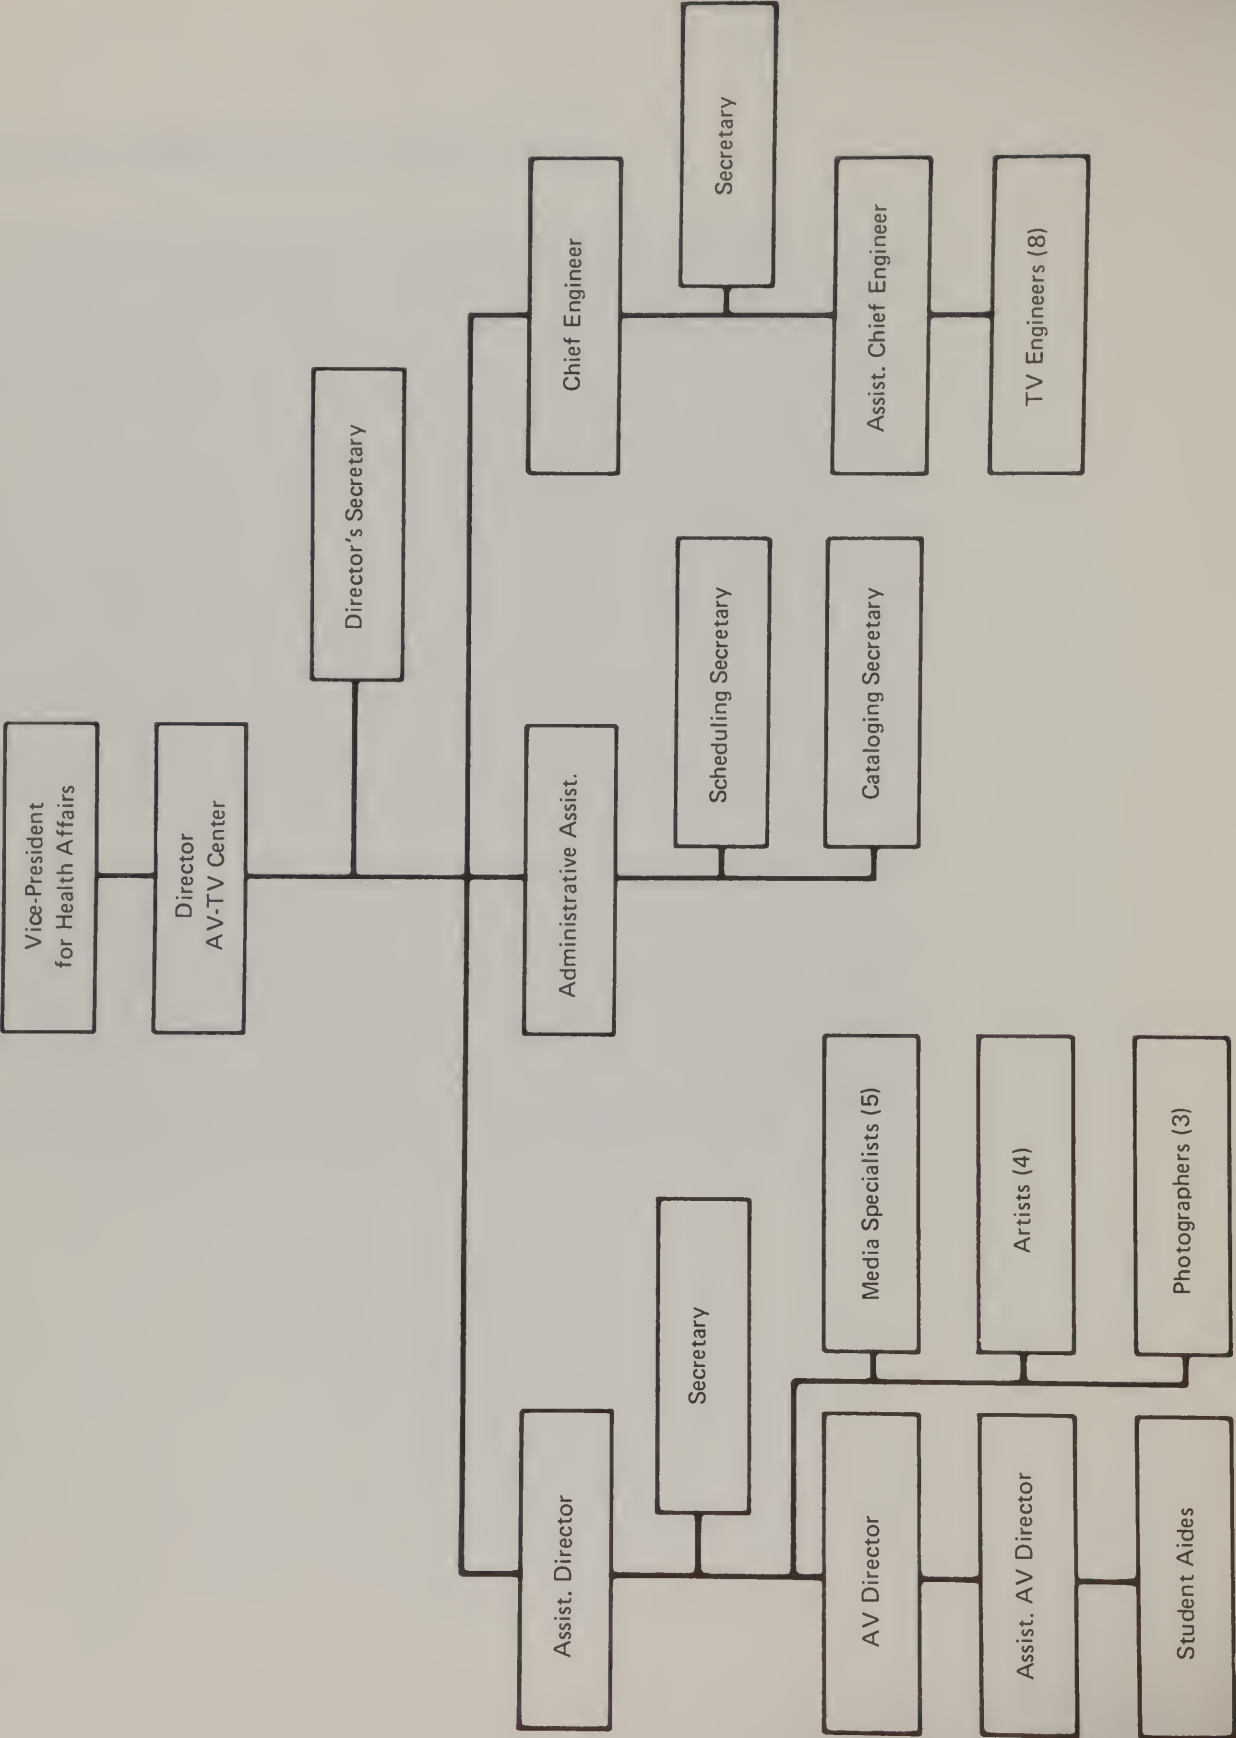 Vice-President
for Health Affairs
Director
AV-TV Center
Director's Secretary
Assist. Director
Administrative Assist.
Chief Engineer
Secretary
Scheduling Secretary
Secretary
AV Director
Media Specialists (5)
Cataloging Secretary
Assist. Chief Engineer
Assist. AV Director
Artists (4)
TV Engineers (8)
Student Aides
Photographers (3)